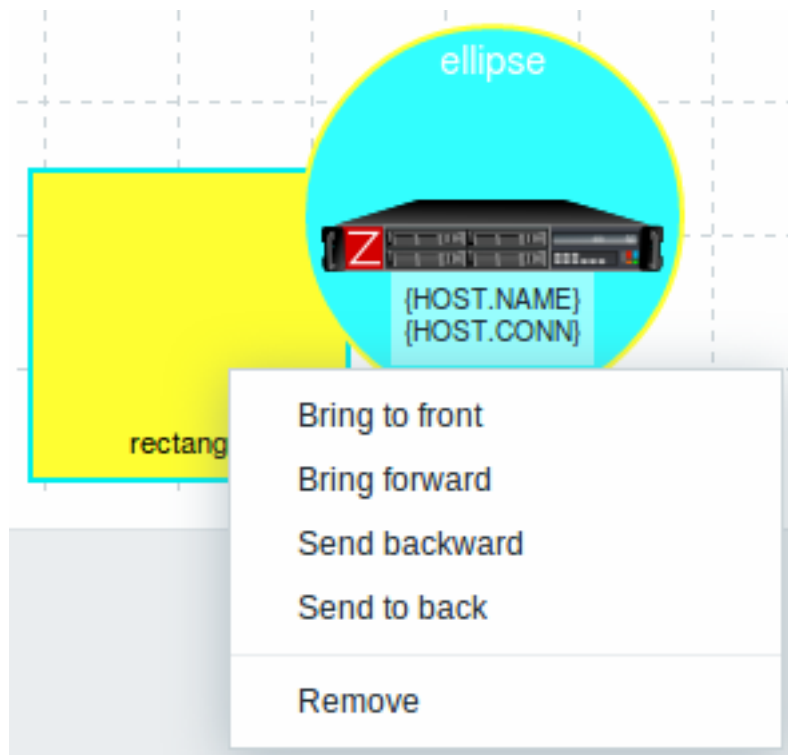 ellipse
Z
{HOST.NAME}
{HOST.CONN}
rectang
Bring to front
Bring forward
Send backward
Send to back
Remove